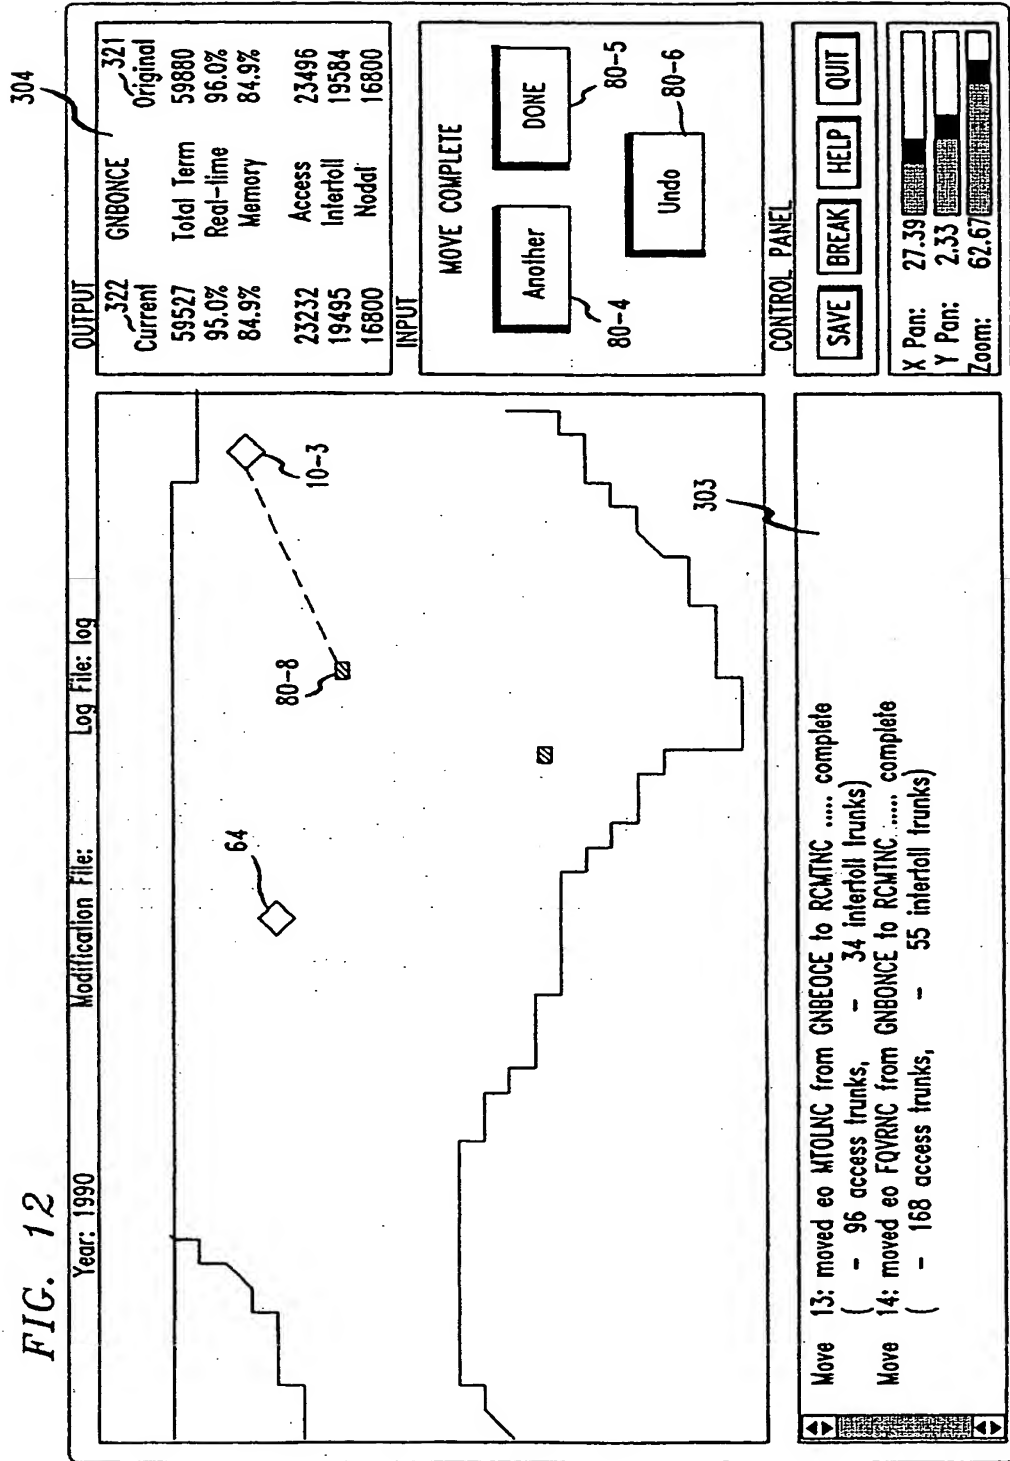 FIG. 12
Year: 1990 Modification File: Log File: log
64
80-8
10-3
OUTPUT
304
322 321
Current GNBONCE Original
59527 Total Term 59880
95.0% Real-time 96.0%
84.9% Memory 84.9%
23232 Access 23496
19495 Intertoll 19584
16800 Nodal 16800
INPUT
MOVE COMPLETE
Another DONE
80-4 80-5
Undo 80-6
CONTROL PANEL
SAVE BREAK HELP QUIT
X Pan: 27.39
Y Pan: 2.33
Zoom: 62.67
303
Move 13: moved eo MTOLNC from GNBEOCE to RCMTNC ..... complete
( - 96 access trunks, - 34 intertoll trunks)
Move 14: moved eo FQVRNC from GNBONCE to RCMTNC ..... complete
( - 168 access trunks, - 55 intertoll trunks)